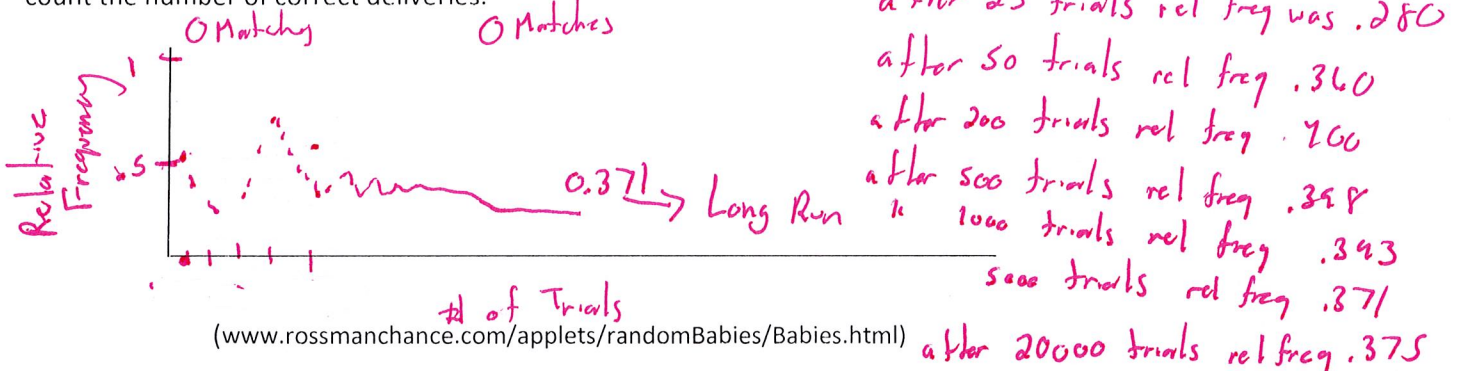 count the number of correct deliveries.
0 Matchs
0 Matches
after 25 trials rel freq was .280
after 50 trials rel freq .360
after 200 trials rel freq .400
after 500 trials rel freq .398
" 1000 trials rel freq .393
5000 trials rel freq .371
after 20000 trials rel freq .375
Relative Frequency
1
.5
0.371 → Long Run
# of Trials
(www.rossmanchance.com/applets/randomBabies/Babies.html)